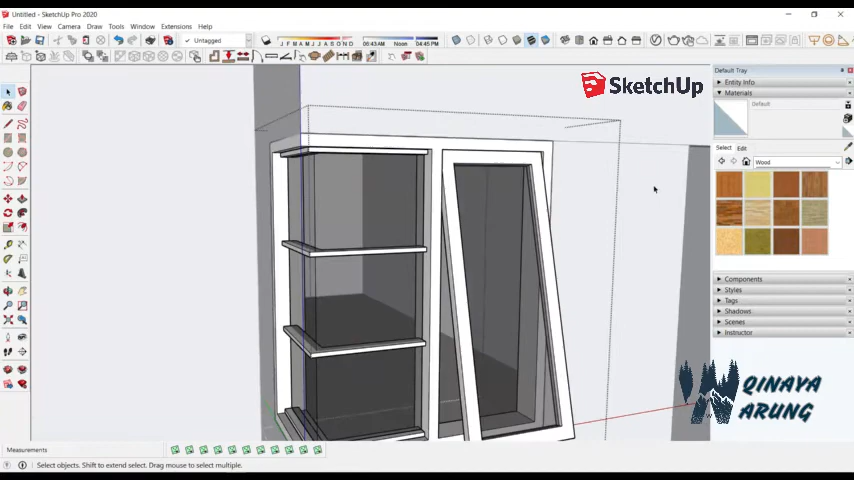 Untitled - SketchUp Pro 2020
File Edit View Camera Draw Tools Window Extensions Help
Untagged
J F M A M J J A S O N D
06:43 AM Noon 04:45 PM
SketchUp
Default Tray
Entity Info
Materials
Default
Select Edit
Wood
Components
Styles
Tags
Shadows
Scenes
Instructor
QINAYA
WARUNG
Measurements
Select objects. Shift to extend select. Drag mouse to select multiple.